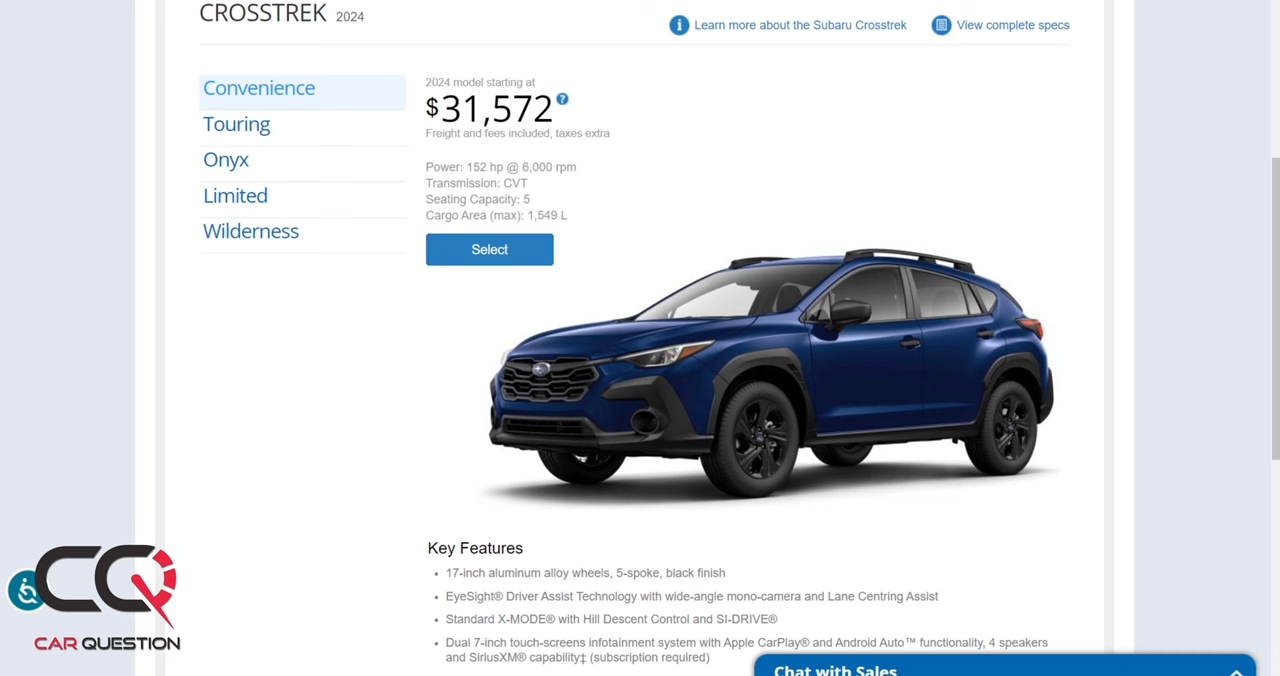 CROSSTREK 2024
Learn more about the Subaru Crosstrek
View complete specs
Convenience
Touring
Onyx
Limited
Wilderness
2024 model starting at
$31,572 ?
Freight and fees included, taxes extra
Power: 152 hp @ 6,000 rpm
Transmission: CVT
Seating Capacity: 5
Cargo Area (max): 1,549 L
Select
Key Features
• 17-inch aluminum alloy wheels, 5-spoke, black finish
• EyeSight® Driver Assist Technology with wide-angle mono-camera and Lane Centring Assist
• Standard X-MODE® with Hill Descent Control and SI-DRIVE®
• Dual 7-inch touch-screens infotainment system with Apple CarPlay® and Android Auto™ functionality, 4 speakers
and SiriusXM® capability‡ (subscription required)
CQ
CAR QUESTION
Chat with Sales